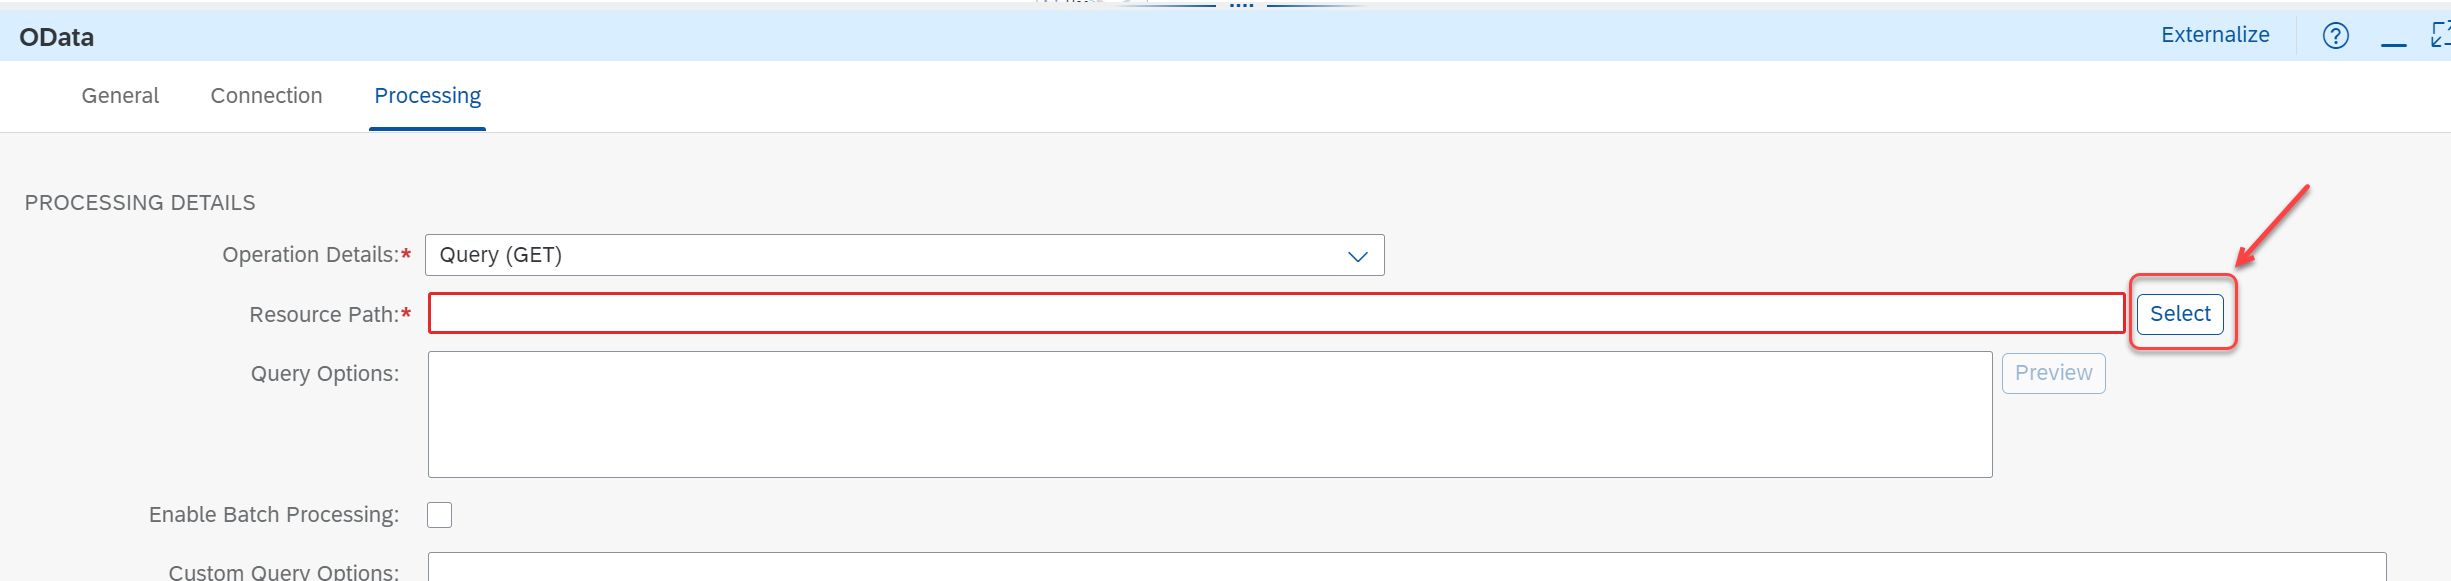 OData
Externalize
General Connection Processing
PROCESSING DETAILS
Operation Details:* Query (GET)
Resource Path:* Select
Query Options: Preview
Enable Batch Processing:
Custom Query Options: